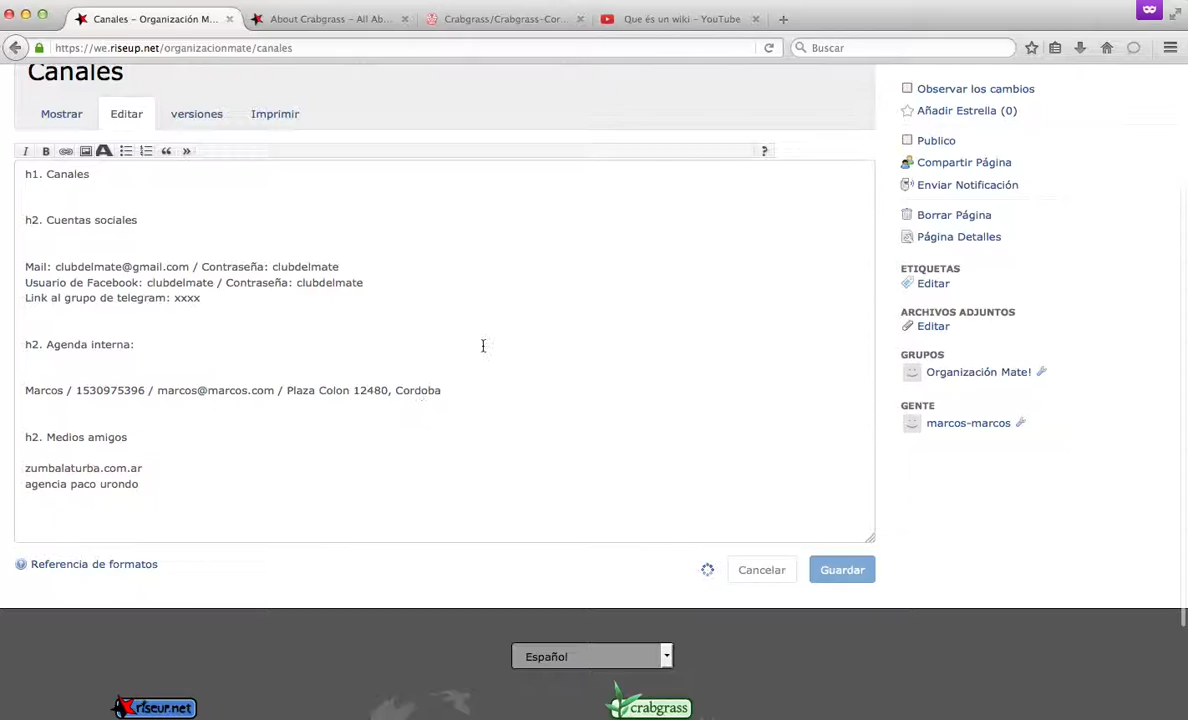 Canales – Organización M...
About Crabgrass – All Ab...
Crabgrass/Crabgrass-Cor...
Que és un wiki - YouTube
https://we.riseup.net/organizacionmate/canales
Buscar
Canales
Mostrar
Editar
versiones
Imprimir
Observar los cambios
Añadir Estrella (0)
Publico
Compartir Página
Enviar Notificación
Borrar Página
Página Detalles
ETIQUETAS
Editar
ARCHIVOS ADJUNTOS
Editar
GRUPOS
Organización Mate!
GENTE
marcos-marcos
h1. Canales
h2. Cuentas sociales
Mail: clubdelmate@gmail.com / Contraseña: clubdelmate
Usuario de Facebook: clubdelmate / Contraseña: clubdelmate
Link al grupo de telegram: xxxx
h2. Agenda interna:
Marcos / 1530975396 / marcos@marcos.com / Plaza Colon 12480, Cordoba
h2. Medios amigos
zumbalaturba.com.ar
agencia paco urondo
Referencia de formatos
Cancelar
Guardar
Español
riseup.net
crabgrass